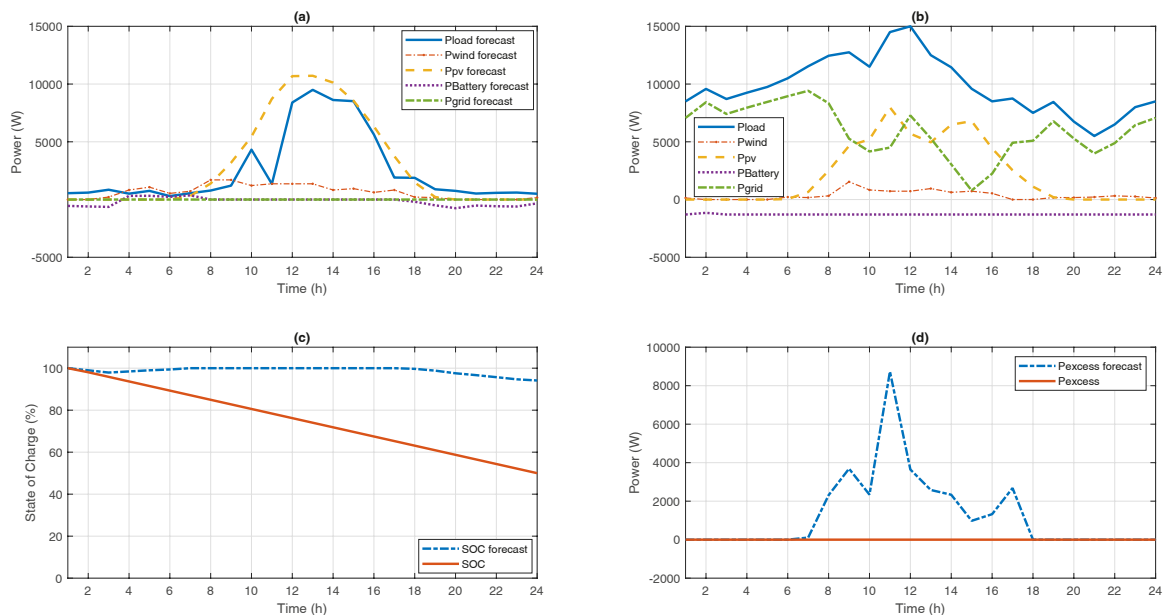 (a)
15000
10000
5000
0
-5000
Power (W)
Pload forecast
Pwind forecast
Ppv forecast
PBattery forecast
Pgrid forecast
2 4 6 8 10 12 14 16 18 20 22 24
Time (h)
(b)
15000
10000
5000
0
-5000
Power (W)
Pload
Pwind
Ppv
PBattery
Pgrid
2 4 6 8 10 12 14 16 18 20 22 24
Time (h)
(c)
100
80
60
40
20
0
State of Charge (%)
SOC forecast
SOC
2 4 6 8 10 12 14 16 18 20 22 24
Time (h)
(d)
10000
8000
6000
4000
2000
0
-2000
Power (W)
Pexcess forecast
Pexcess
2 4 6 8 10 12 14 16 18 20 22 24
Time (h)